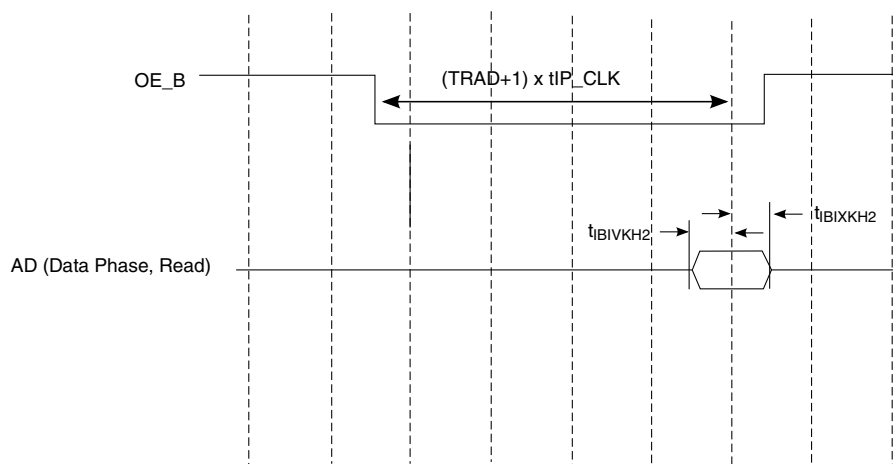 OE_B
(TRAD+1) x tIP_CLK
tIBIVKH2
tIBIXKH2
AD (Data Phase, Read)